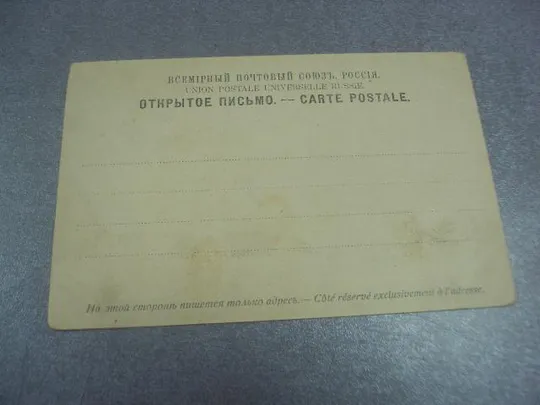 ВСЕМІРНЫЙ ПОЧТОВЫЙ СОЮЗЪ, РОССІЯ.
UNION POSTALE UNIVERSELLE RUSSIE
ОТКРЫТОЕ ПИСЬМО. — CARTE POSTALE.
На этой сторонѣ пишется только адресъ. — Côté réservé exclusivement à l'adresse.